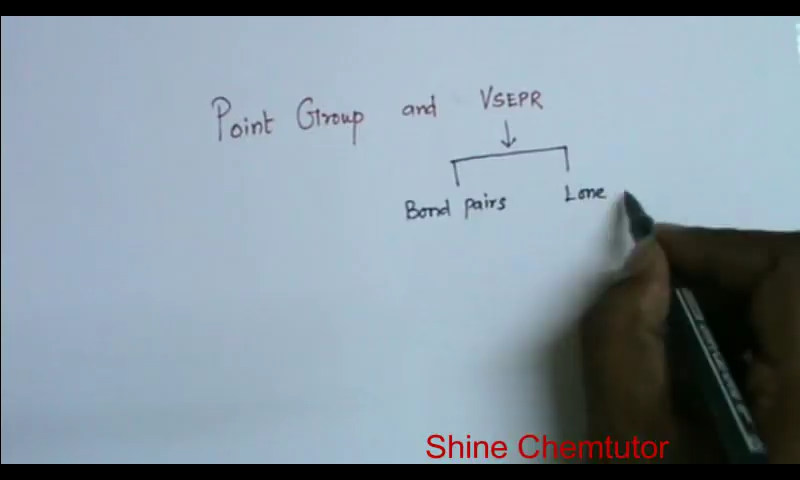 Point Group and VSEPR
Bond pairs Lone
Shine Chemtutor